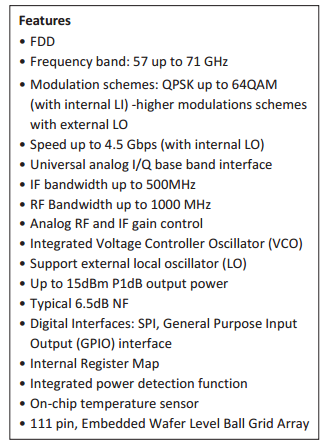 Features
• FDD
• Frequency band: 57 up to 71 GHz
• Modulation schemes: QPSK up to 64QAM
(with internal LI) -higher modulations schemes
with external LO
• Speed up to 4.5 Gbps (with internal LO)
• Universal analog I/Q base band interface
• IF bandwidth up to 500MHz
• RF Bandwidth up to 1000 MHz
• Analog RF and IF gain control
• Integrated Voltage Controller Oscillator (VCO)
• Support external local oscillator (LO)
• Up to 15dBm P1dB output power
• Typical 6.5dB NF
• Digital Interfaces: SPI, General Purpose Input
Output (GPIO) interface
• Internal Register Map
• Integrated power detection function
• On-chip temperature sensor
• 111 pin, Embedded Wafer Level Ball Grid Array